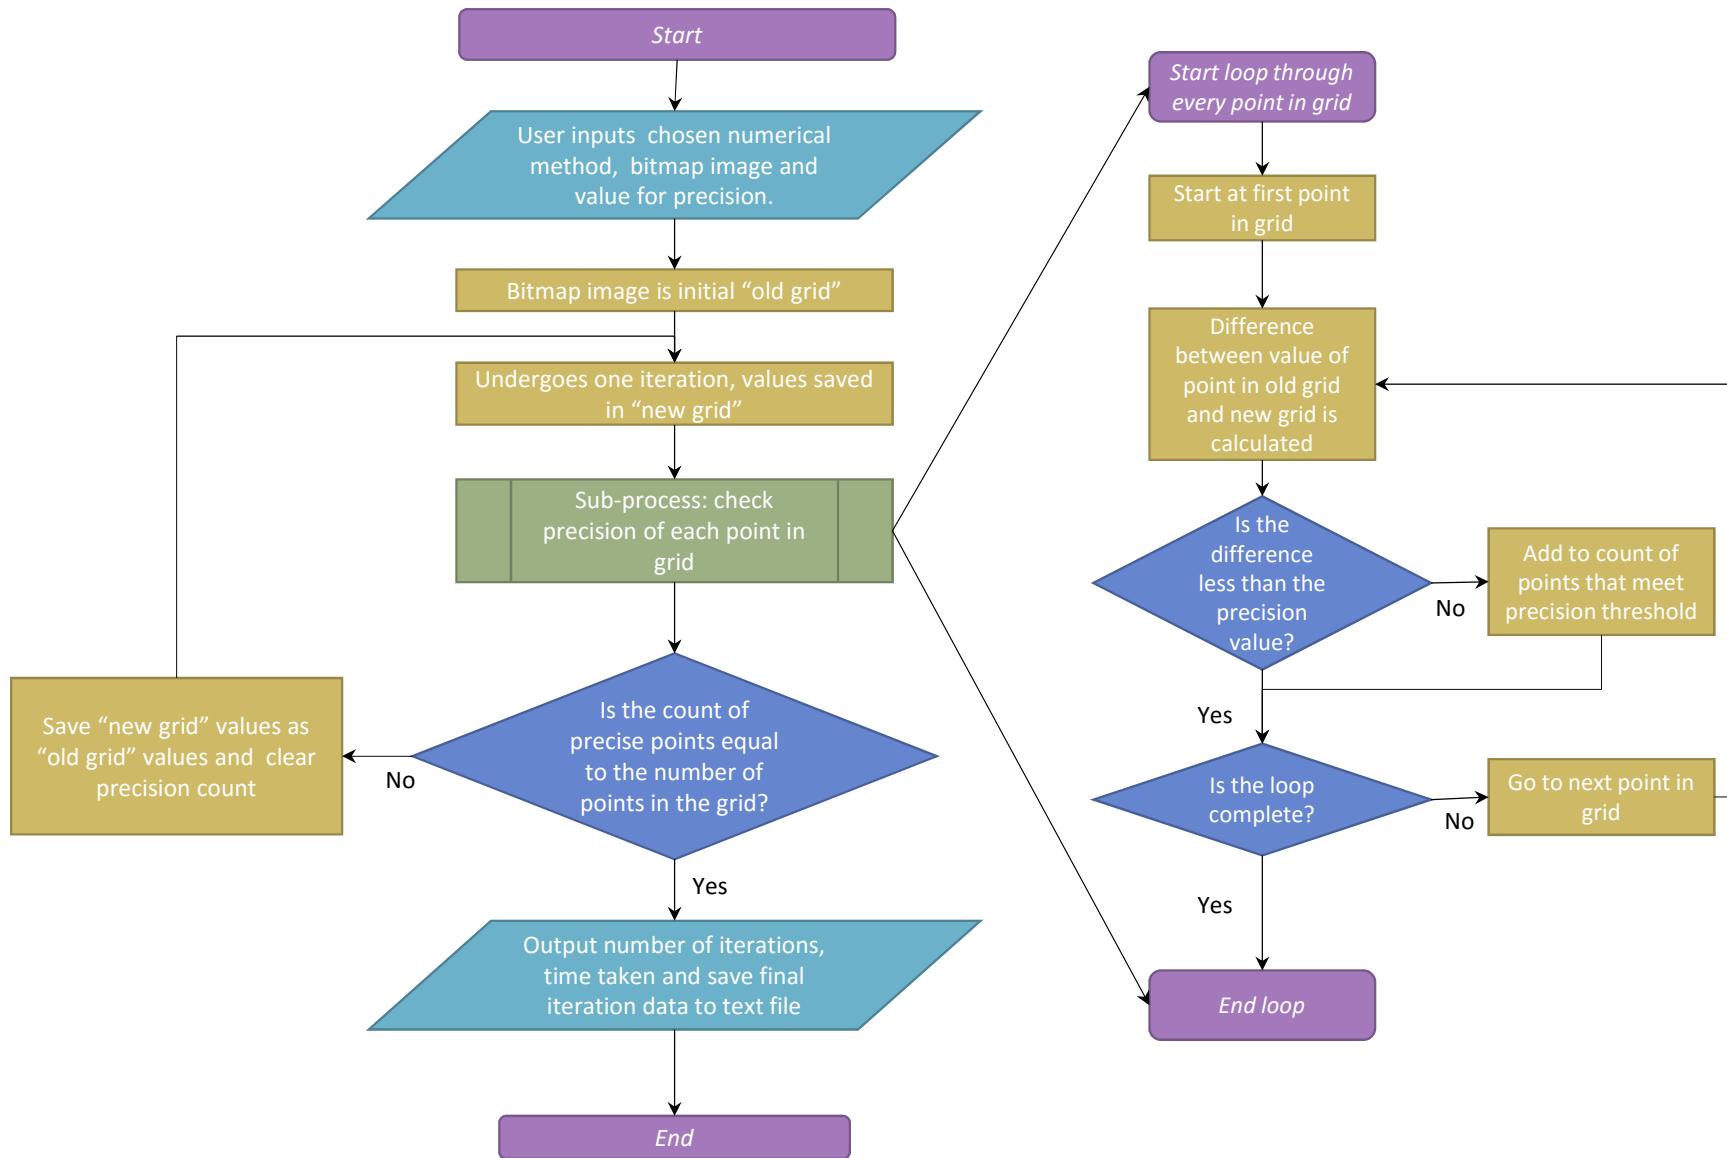 Start
User inputs  chosen numerical
method,  bitmap image and
value for precision.
Bitmap image is initial “old grid”
Undergoes one iteration, values saved
in “new grid”
Sub-process: check
precision of each point in
grid
Is the count of
precise points equal
to the number of
points in the grid?
No
Save “new grid” values as
“old grid” values and  clear
precision count
Yes
Output number of iterations,
time taken and save final
iteration data to text file
End
Start loop through
every point in grid
Start at first point
in grid
Difference
between value of
point in old grid
and new grid is
calculated
Is the
difference
less than the
precision
value?
No
Add to count of
points that meet
precision threshold
Yes
Is the loop
complete?
No
Go to next point in
grid
Yes
End loop